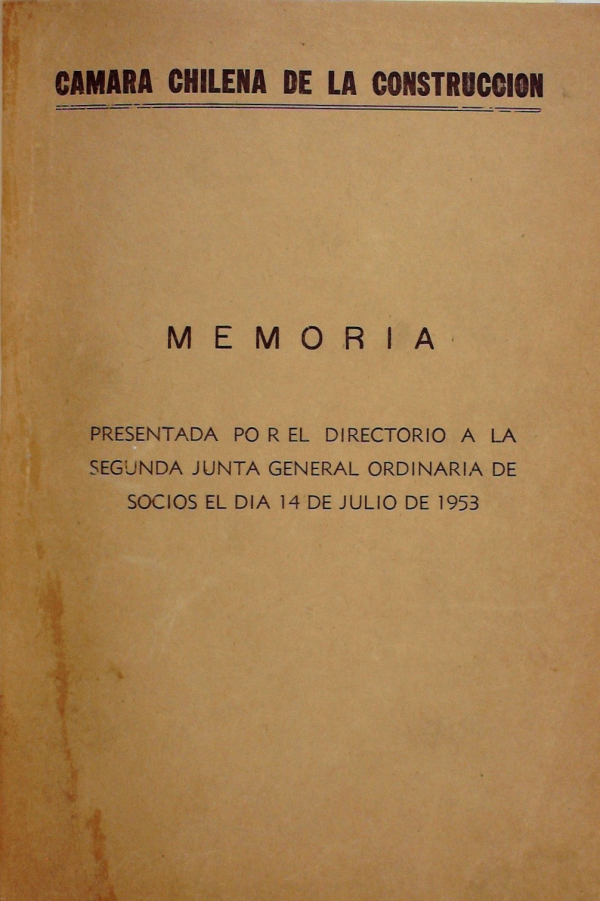 CAMARA CHILENA DE LA CONSTRUCCION
MEMORIA
PRESENTADA PO R EL DIRECTORIO A LA
SEGUNDA JUNTA GENERAL ORDINARIA DE
SOCIOS EL DIA 14 DE JULIO DE 1953